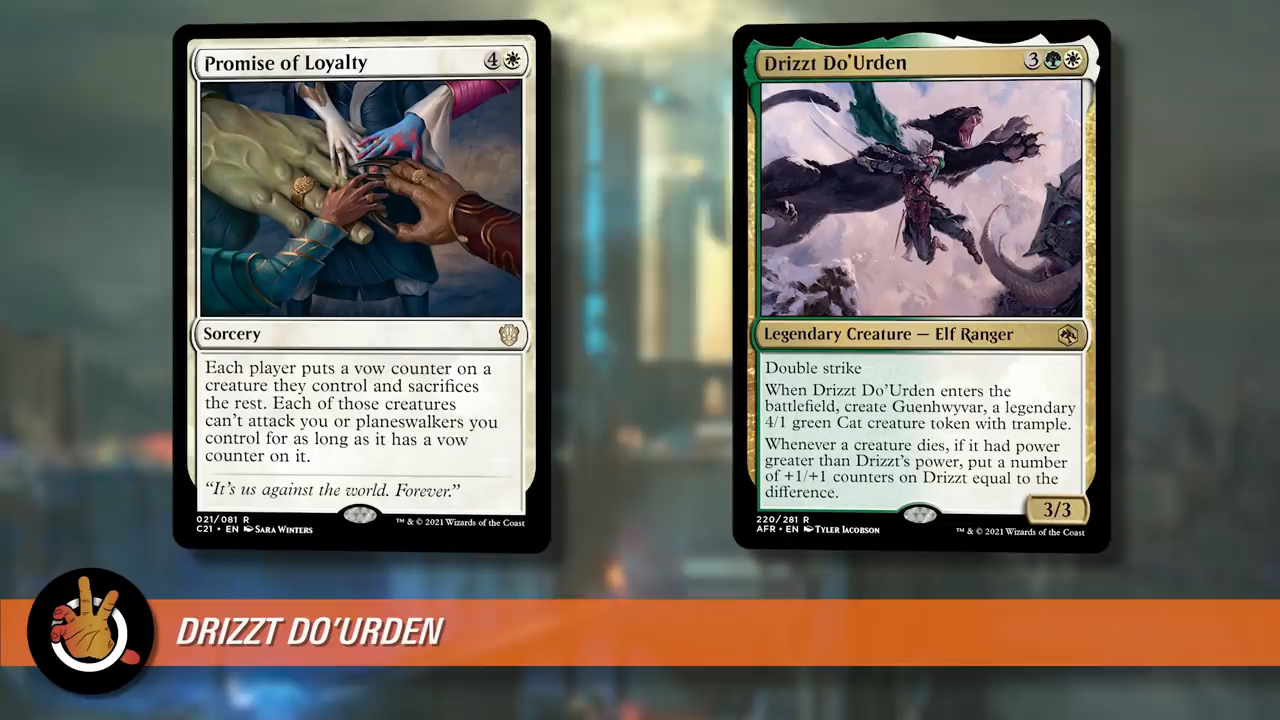 Promise of Loyalty
4
Sorcery
Each player puts a vow counter on a
creature they control and sacrifices
the rest. Each of those creatures
can't attack you or planeswalkers you
control for as long as it has a vow
counter on it.
“It's us against the world. Forever.”
021/081 R
C21 • EN SARA WINTERS
™ & © 2021 Wizards of the Coast
Drizzt Do'Urden
3
Legendary Creature — Elf Ranger
Double strike
When Drizzt Do'Urden enters the
battlefield, create Guenhwyvar, a legendary
4/1 green Cat creature token with trample.
Whenever a creature dies, if it had power
greater than Drizzt's power, put a number
of +1/+1 counters on Drizzt equal to the
difference.
3/3
220/281 R
AFR • EN TYLER JACOBSON
™ & © 2021 Wizards of the Coast
DRIZZT DO'URDEN